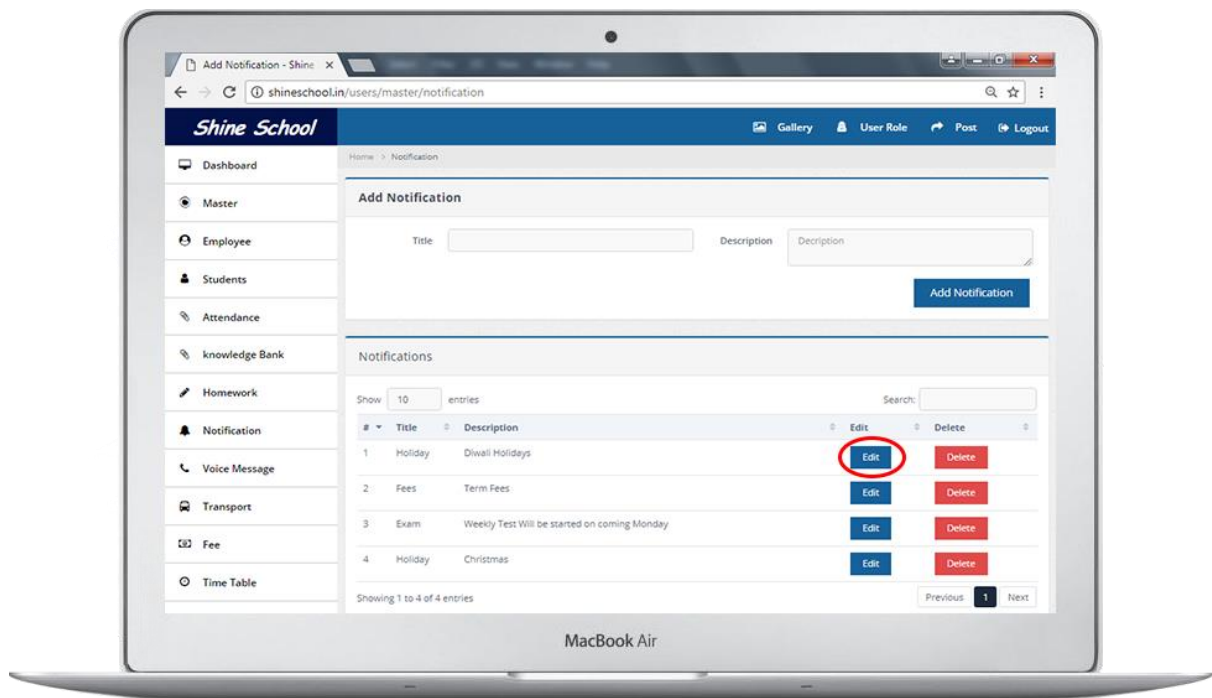 Add Notification - Shine
shineschool.in/users/master/notification
Shine School
Gallery User Role Post Logout
Dashboard
Master
Employee
Students
Attendance
knowledge Bank
Homework
Notification
Voice Message
Transport
Fee
Time Table
Home > Notification
Add Notification
Title Description Decription
Add Notification
Notifications
Show 10 entries Search:
# Title Description Edit Delete
1 Holiday Diwali Holidays Edit Delete
2 Fees Term Fees Edit Delete
3 Exam Weekly Test Will be started on coming Monday Edit Delete
4 Holiday Christmas Edit Delete
Showing 1 to 4 of 4 entries Previous 1 Next
MacBook Air